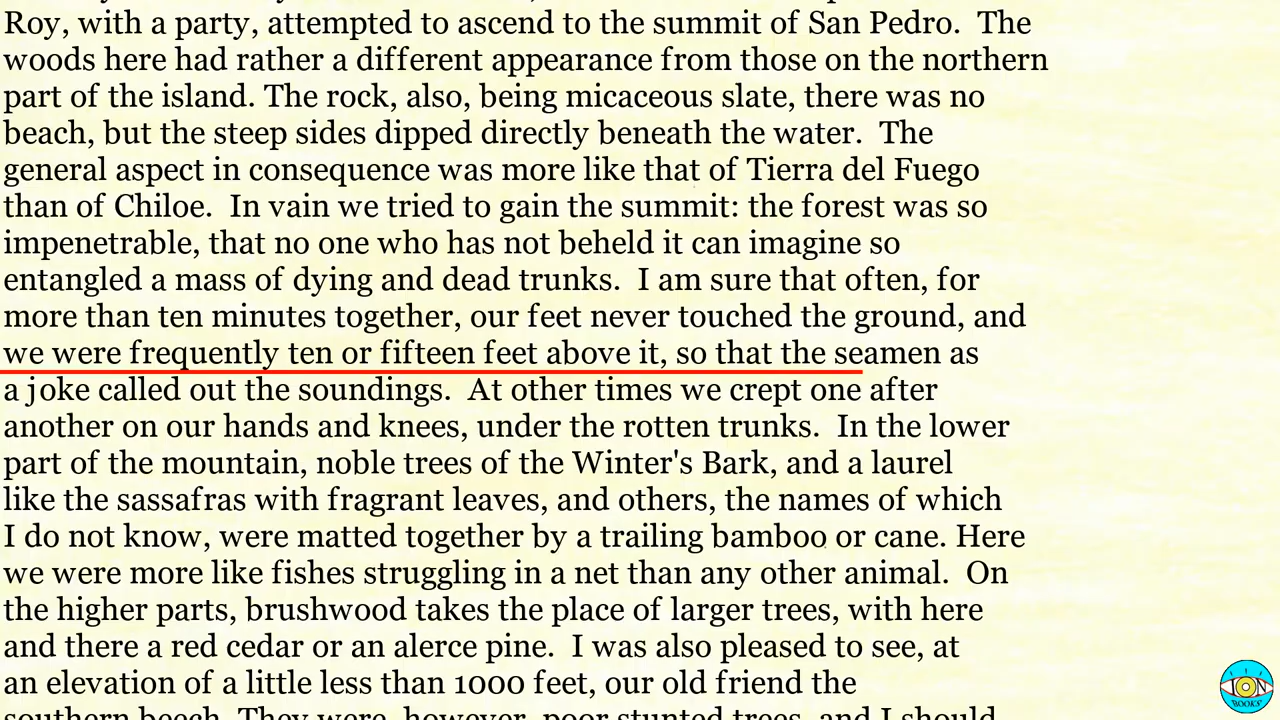 Roy, with a party, attempted to ascend to the summit of San Pedro.  The
woods here had rather a different appearance from those on the northern
part of the island. The rock, also, being micaceous slate, there was no
beach, but the steep sides dipped directly beneath the water.  The
general aspect in consequence was more like that of Tierra del Fuego
than of Chiloe.  In vain we tried to gain the summit: the forest was so
impenetrable, that no one who has not beheld it can imagine so
entangled a mass of dying and dead trunks.  I am sure that often, for
more than ten minutes together, our feet never touched the ground, and
we were frequently ten or fifteen feet above it, so that the seamen as
a joke called out the soundings.  At other times we crept one after
another on our hands and knees, under the rotten trunks.  In the lower
part of the mountain, noble trees of the Winter's Bark, and a laurel
like the sassafras with fragrant leaves, and others, the names of which
I do not know, were matted together by a trailing bamboo or cane. Here
we were more like fishes struggling in a net than any other animal.  On
the higher parts, brushwood takes the place of larger trees, with here
and there a red cedar or an alerce pine.  I was also pleased to see, at
an elevation of a little less than 1000 feet, our old friend the
southern beech. They were, however, poor stunted trees, and I should
ION
BOOKS